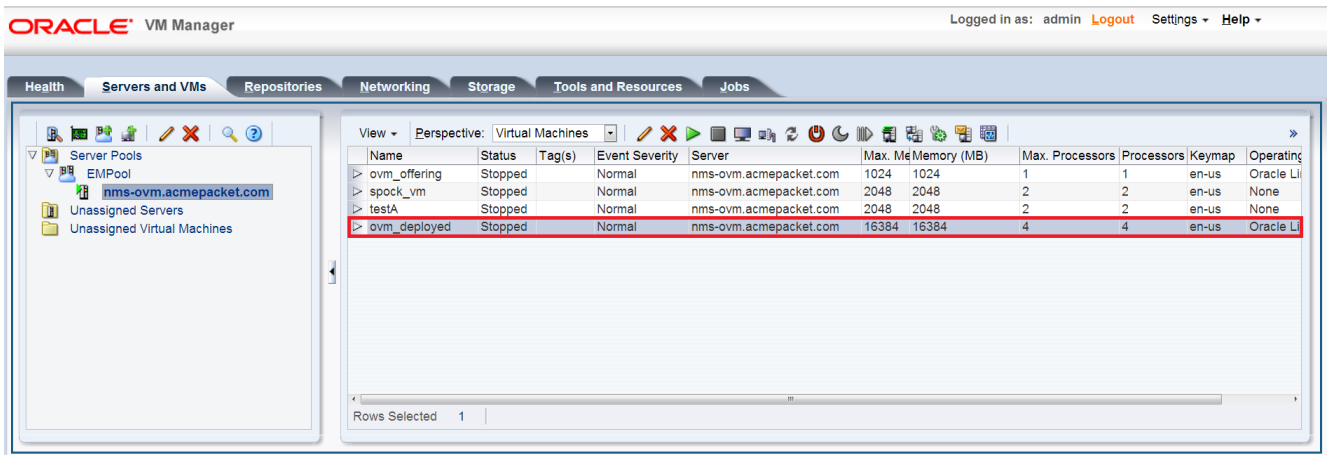 ORACLE VM Manager
Logged in as: admin Logout Settings Help
Health Servers and VMs Repositories Networking Storage Tools and Resources Jobs
View Perspective: Virtual Machines
Server Pools
EMPool
nms-ovm.acmepacket.com
Unassigned Servers
Unassigned Virtual Machines
Name Status Tag(s) Event Severity Server Max. Me Memory (MB) Max. Processors Processors Keymap Operating
ovm_offering Stopped Normal nms-ovm.acmepacket.com 1024 1024 1 1 en-us Oracle Li
spock_vm Stopped Normal nms-ovm.acmepacket.com 2048 2048 2 2 en-us None
testA Stopped Normal nms-ovm.acmepacket.com 2048 2048 2 2 en-us None
ovm_deployed Stopped Normal nms-ovm.acmepacket.com 16384 16384 4 4 en-us Oracle Li
Rows Selected 1